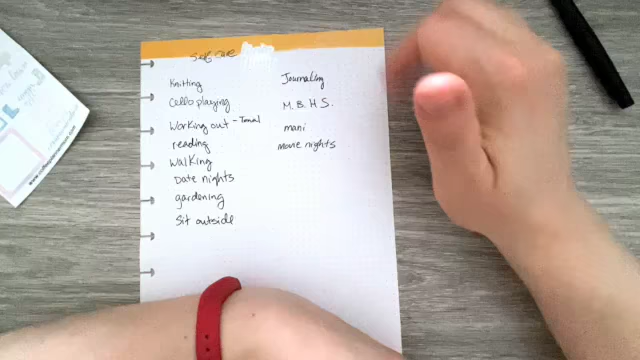 Self care
Knitting
Cello playing
Working out - Tonal
reading
walking
Date nights
gardening
Sit outside
Journaling
M. B. H S.
mani
movie nights